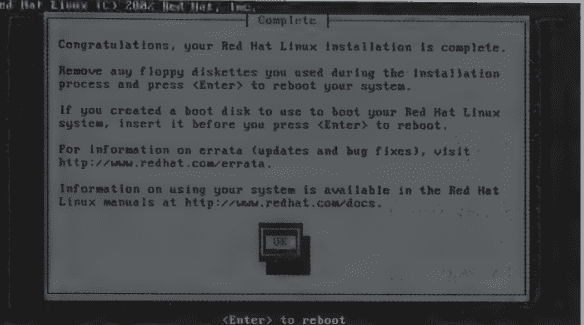 Red Hat Linux (C) 2002 Red Hat, Inc.
Complete
Congratulations, your Red Hat Linux installation is complete.
Remove any floppy diskettes you used during the installation
process and press <Enter> to reboot your system.
If you created a boot disk to use to boot your Red Hat Linux
system, insert it before you press <Enter> to reboot.
For information on errata (updates and bug fixes), visit
http://www.redhat.com/errata.
Information on using your system is available in the Red Hat
Linux manuals at http://www.redhat.com/docs.
OK
<Enter> to reboot